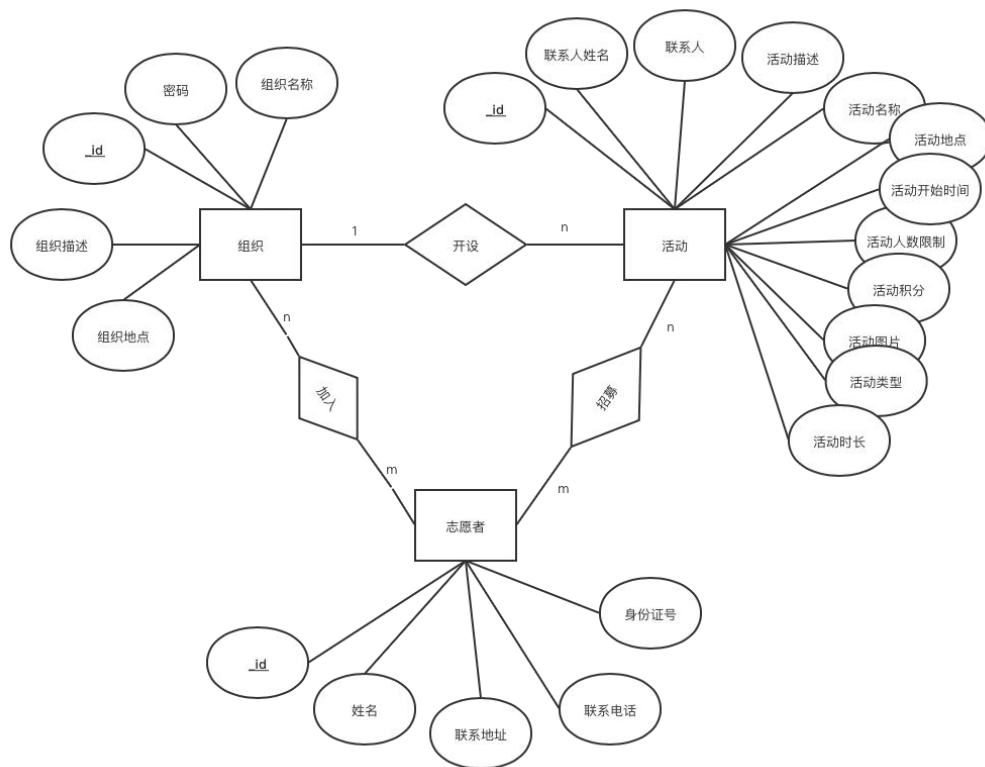 联系人姓名
联系人
活动描述
组织名称
密码
_id
_id
活动名称
活动地点
活动开始时间
活动人数限制
活动积分
活动图片
活动类型
活动时长
组织描述
组织
1
开设
n
活动
组织地点
n
n
加入
招募
m
m
志愿者
身份证号
_id
姓名
联系地址
联系电话